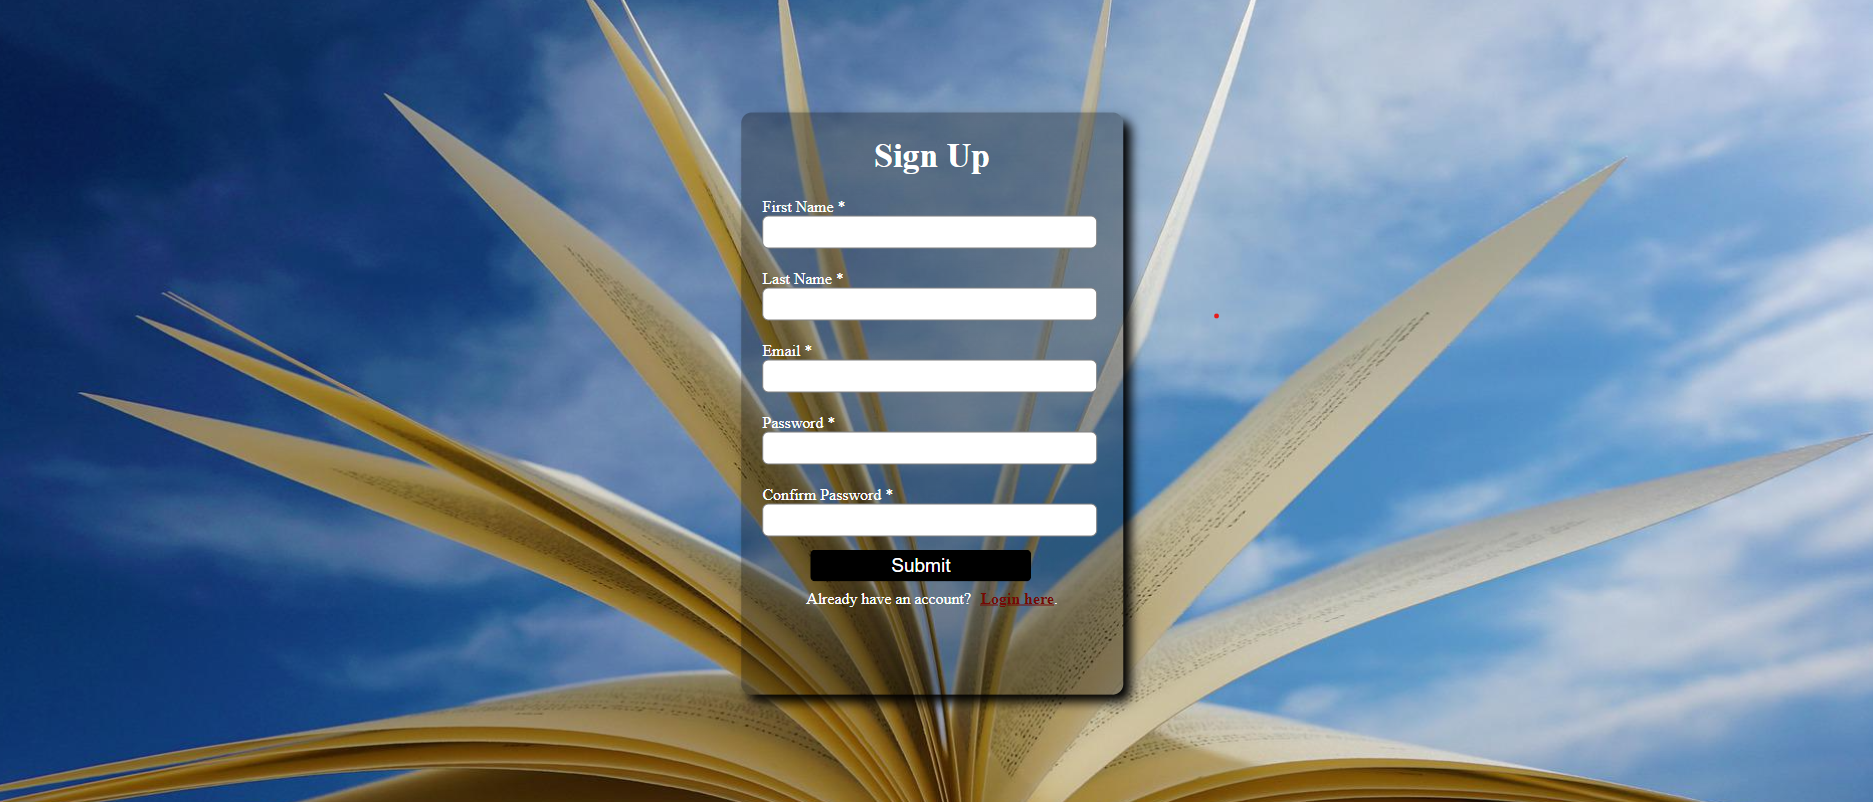 Sign Up
First Name *
Last Name *
Email *
Password *
Confirm Password *
Submit
Already have an account? Login here.